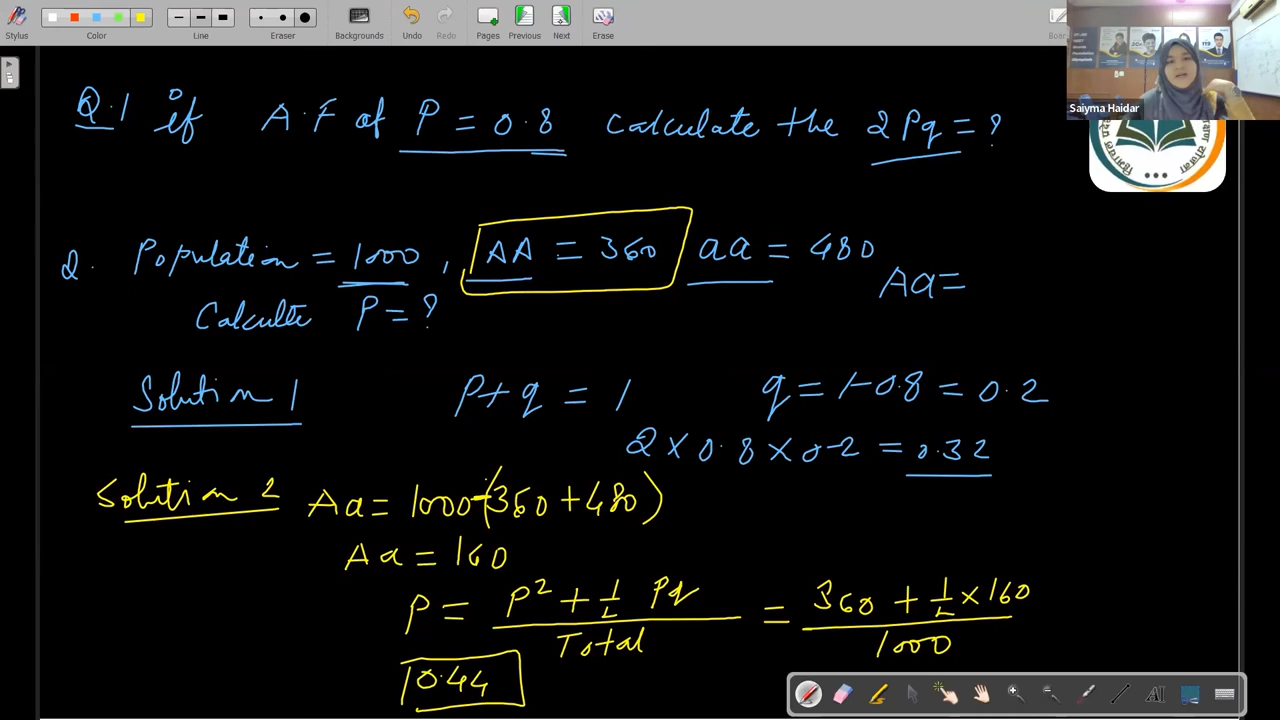 Stylus Color Line Eraser Backgrounds Undo Redo Pages Previous Next Erase
Saiyma Haidar
Q.1 if A.F of P = 0.8 calculate the 2Pq = ?
2. Population = 1000, AA = 360 aa = 480
Aa =
Calculte P = ?
Solution 1 P+q = 1 q = 1-0.8 = 0.2
2 × 0.8 × 0.2 = 0.32
Solution 2 Aa = 1000-(360+480)
Aa = 160
P = P² + 1/2 Pq / Total = 360 + 1/2 × 160 / 1000
0.44